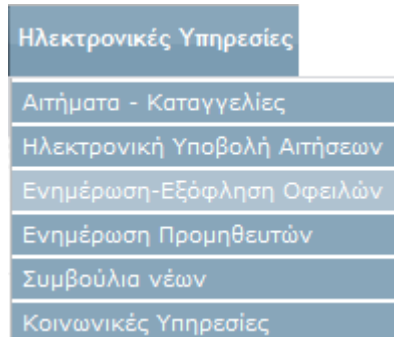 Ηλεκτρονικές Υπηρεσίες
Αιτήματα - Καταγγελίες
Ηλεκτρονική Υποβολή Αιτήσεων
Ενημέρωση-Εξόφληση Οφειλών
Ενημέρωση Προμηθευτών
Συμβούλια νέων
Κοινωνικές Υπηρεσίες